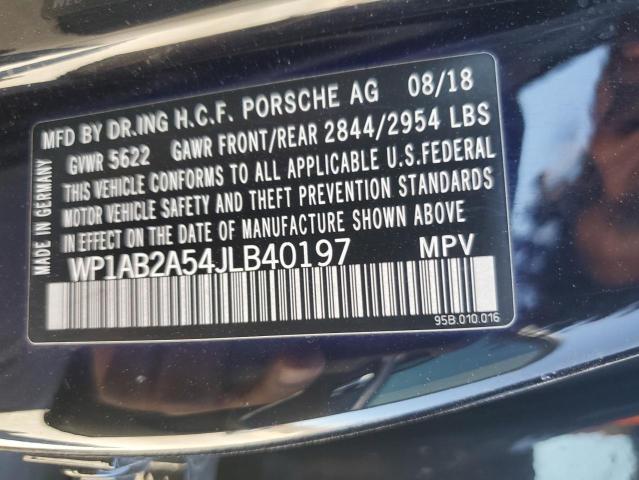 MFD BY DR.ING H.C.F. PORSCHE AG 08/18
GVWR 5622 GAWR FRONT/REAR 2844/2954 LBS
THIS VEHICLE CONFORMS TO ALL APPLICABLE U.S.FEDERAL
MOTOR VEHICLE SAFETY AND THEFT PREVENTION STANDARDS
IN EFFECT ON THE DATE OF MANUFACTURE SHOWN ABOVE
WP1AB2A54JLB40197 MPV
95B.010.016
MADE IN GERMANY